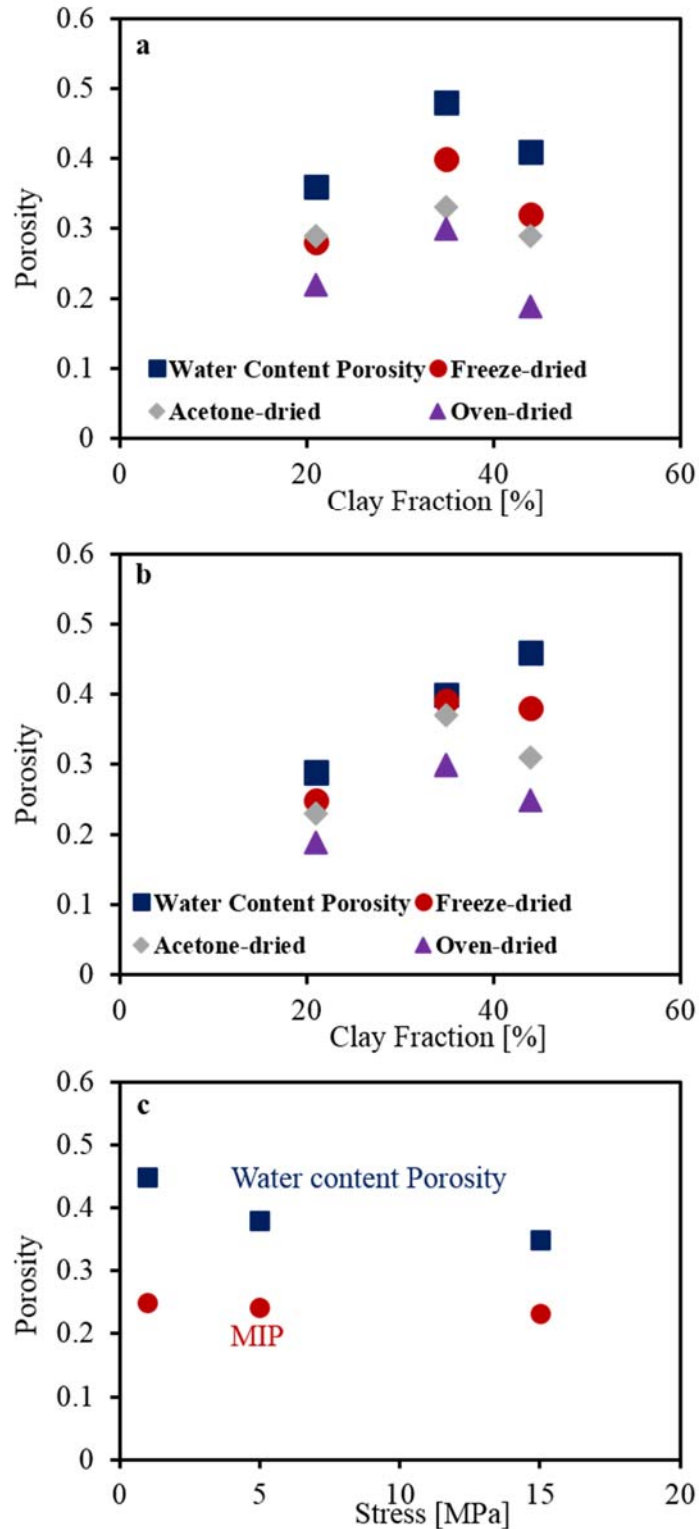 0.6
a
0.5
0.4
0.3
0.2
0.1
0
Porosity
Water Content Porosity Freeze-dried
Acetone-dried Oven-dried
0 20 40 60
Clay Fraction [%]
0.6
b
0.5
0.4
0.3
0.2
0.1
0
Porosity
Water Content Porosity Freeze-dried
Acetone-dried Oven-dried
0 20 40 60
Clay Fraction [%]
0.6
c
0.5
0.4
0.3
0.2
0.1
0
Porosity
Water content Porosity
MIP
0 5 10 15 20
Stress [MPa]